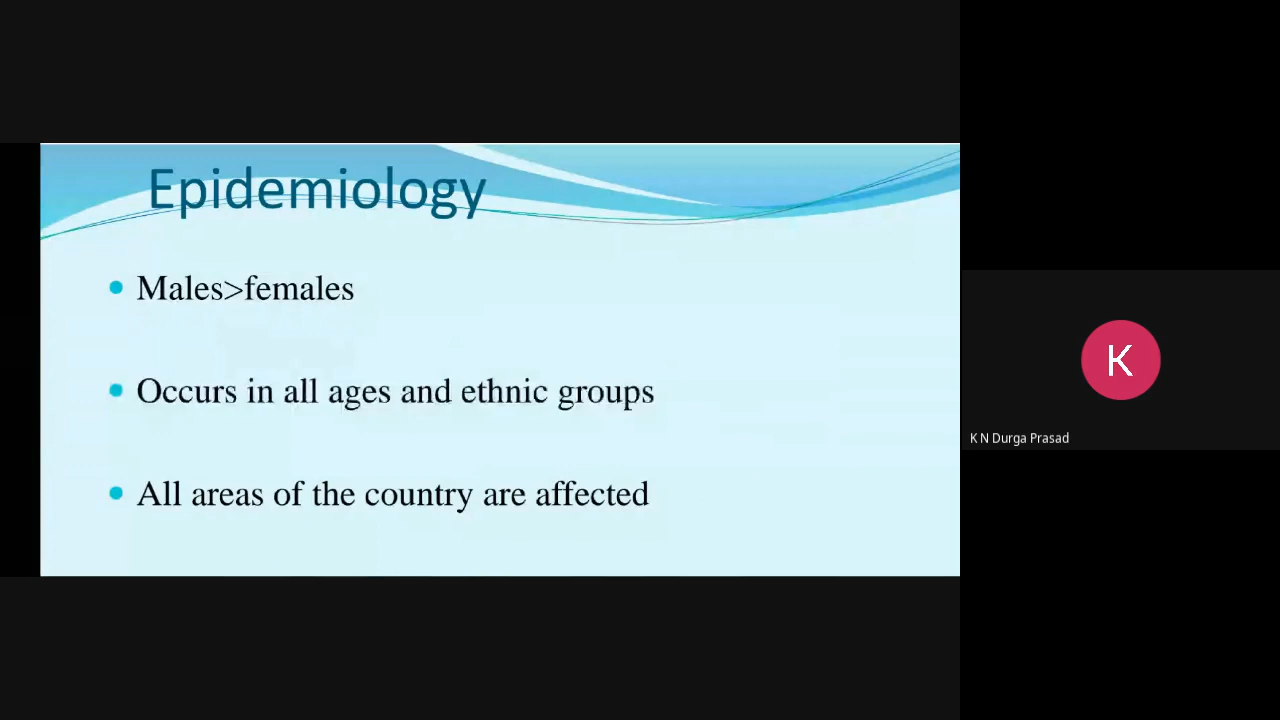 Epidemiology
Males>females
Occurs in all ages and ethnic groups
All areas of the country are affected
K
K N Durga Prasad